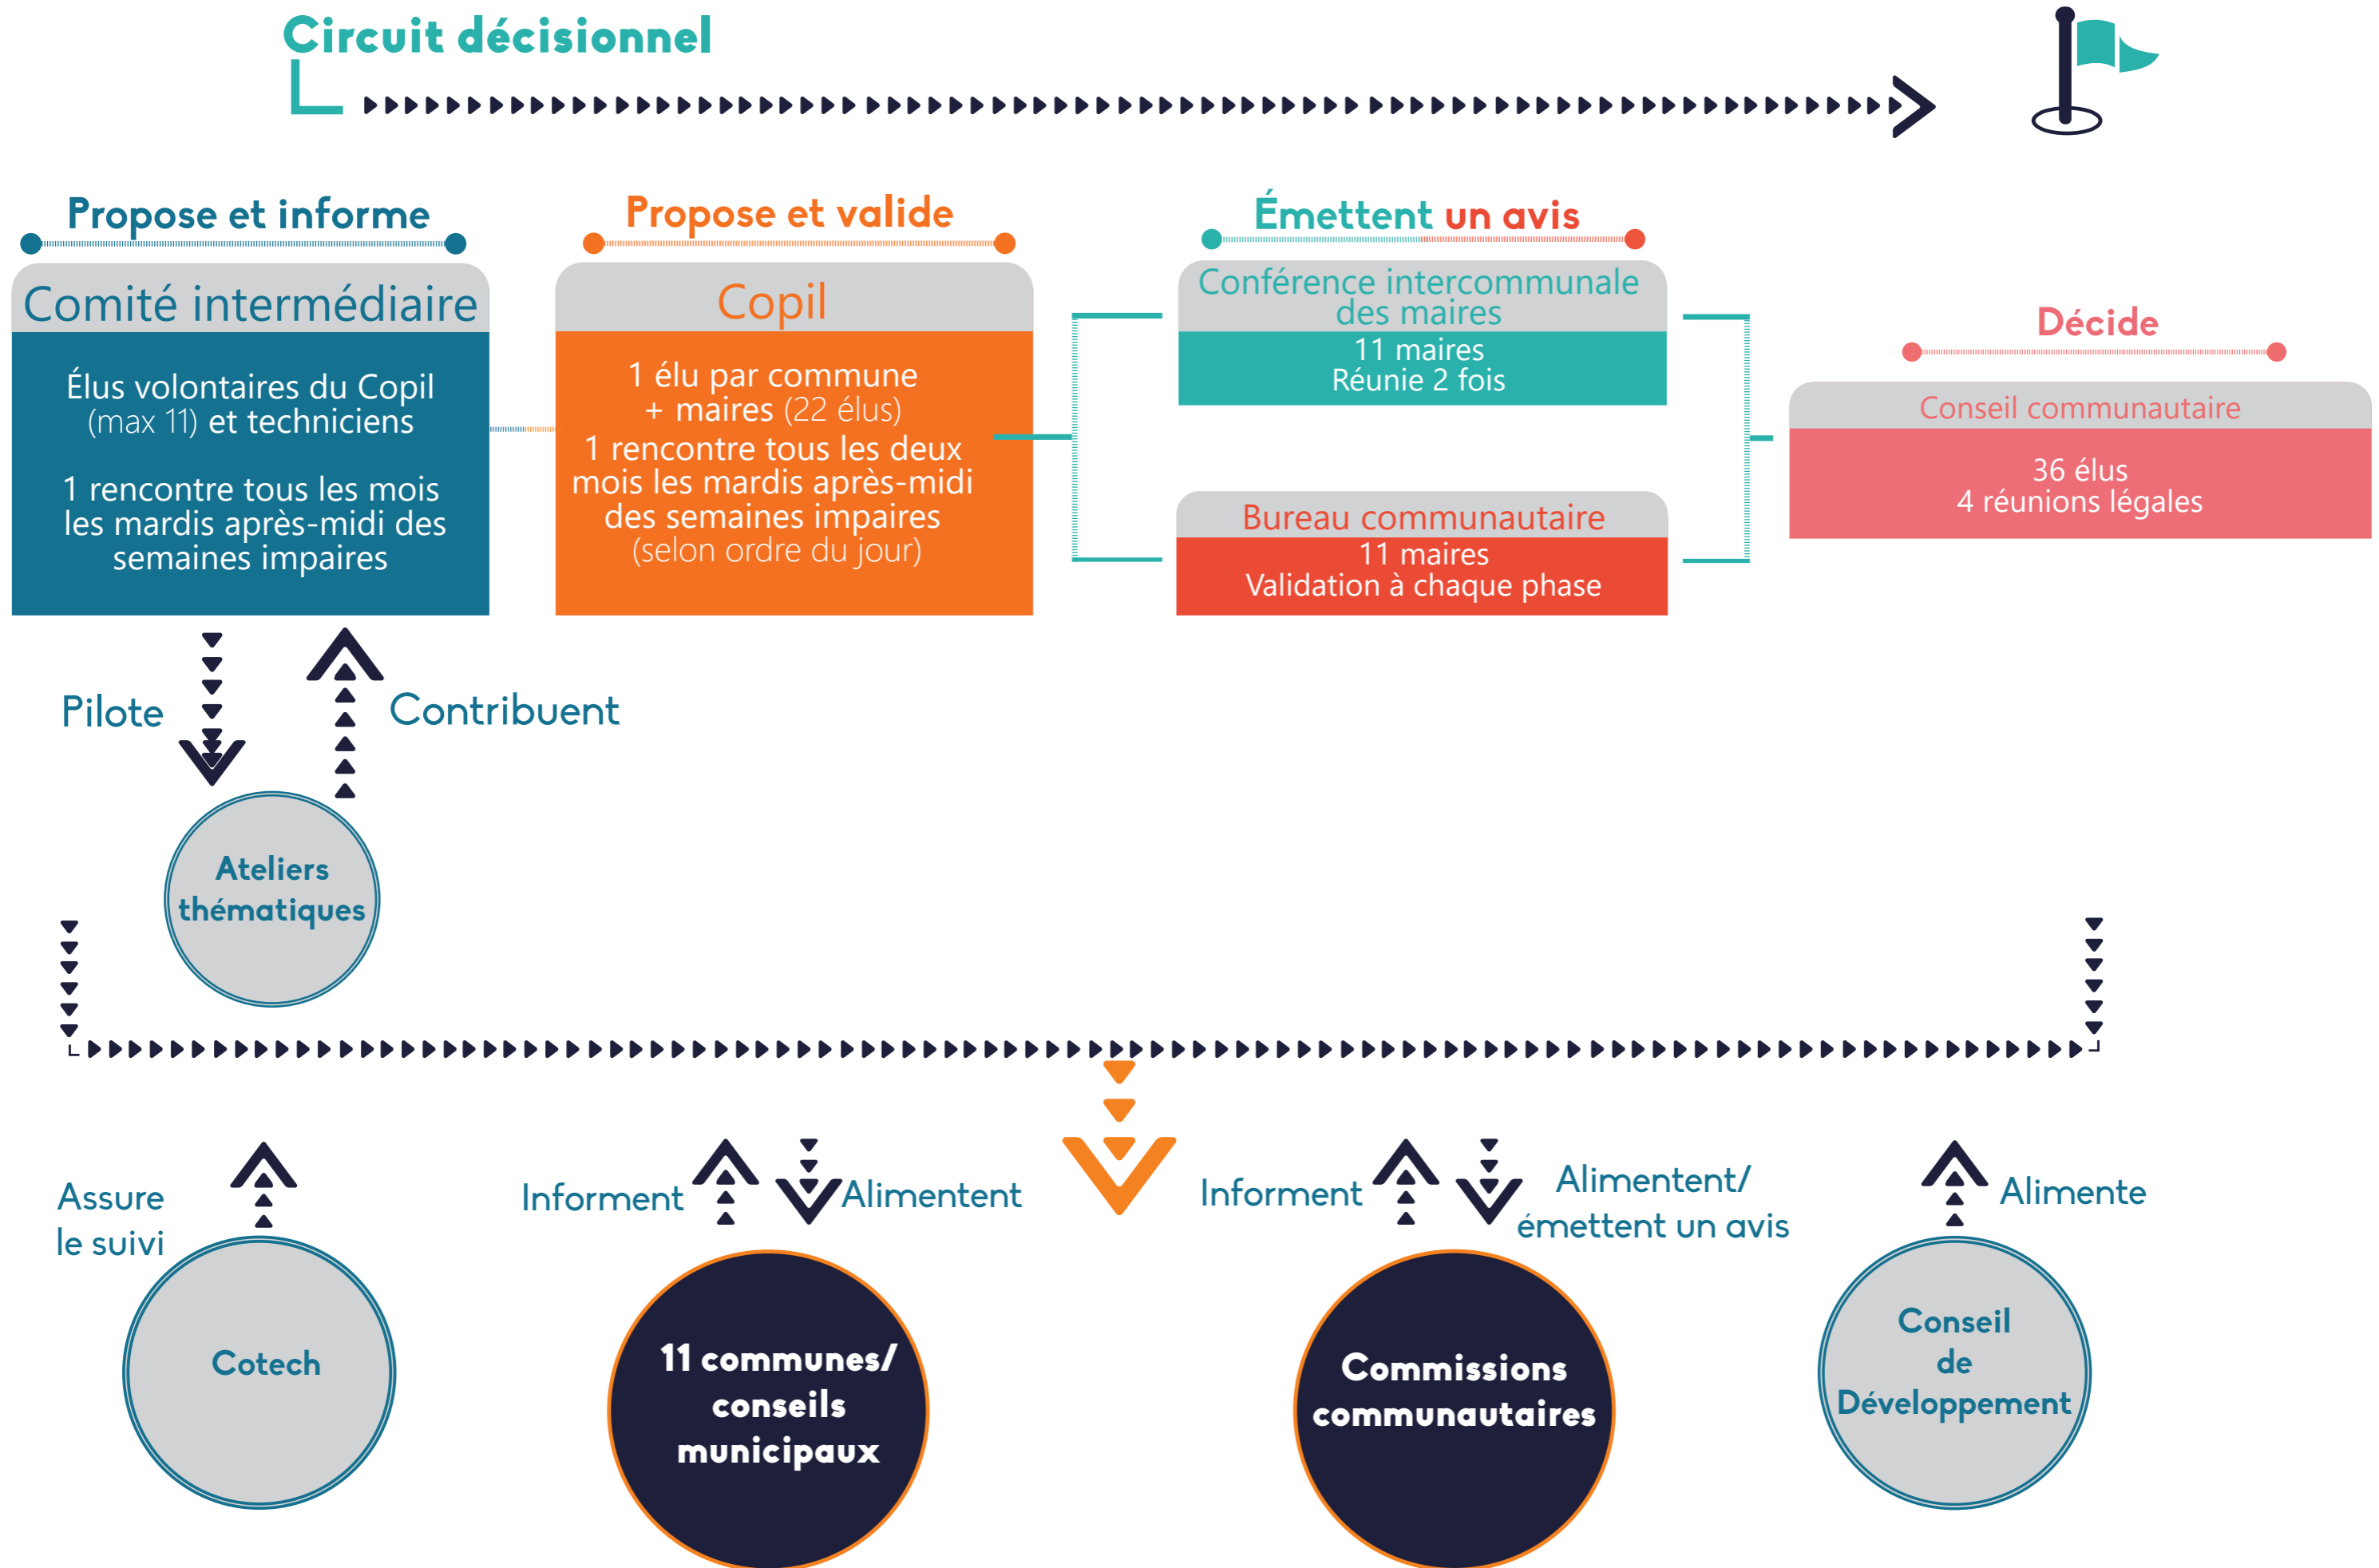 Circuit décisionnel
Propose et informe
Comité intermédiaire
Élus volontaires du Copil
(max 11) et techniciens
1 rencontre tous les mois
les mardis après-midi des
semaines impaires
Propose et valide
Copil
1 élu par commune
+ maires (22 élus)
1 rencontre tous les deux
mois les mardis après-midi
des semaines impaires
(selon ordre du jour)
Émettent un avis
Conférence intercommunale
des maires
11 maires
Réunie 2 fois
Bureau communautaire
11 maires
Validation à chaque phase
Décide
Conseil communautaire
36 élus
4 réunions légales
Pilote
Contribuent
Ateliers
thématiques
Assure
le suivi
Cotech
Informent
Alimentent
11 communes/
conseils
municipaux
Informent
Alimentent/
émettent un avis
Commissions
communautaires
Alimente
Conseil
de
Développement